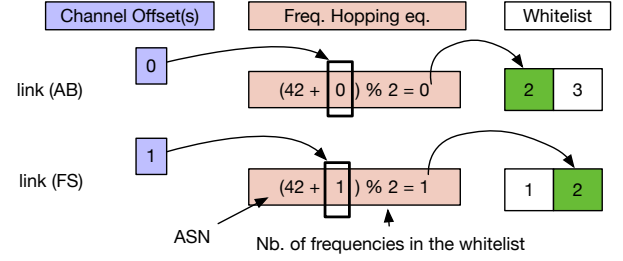 Channel Offset(s) Freq. Hopping eq. Whitelist
0
link (AB) (42 + 0 ) % 2 = 0 2 3
1
link (FS) (42 + 1 ) % 2 = 1 1 2
ASN
Nb. of frequencies in the whitelist